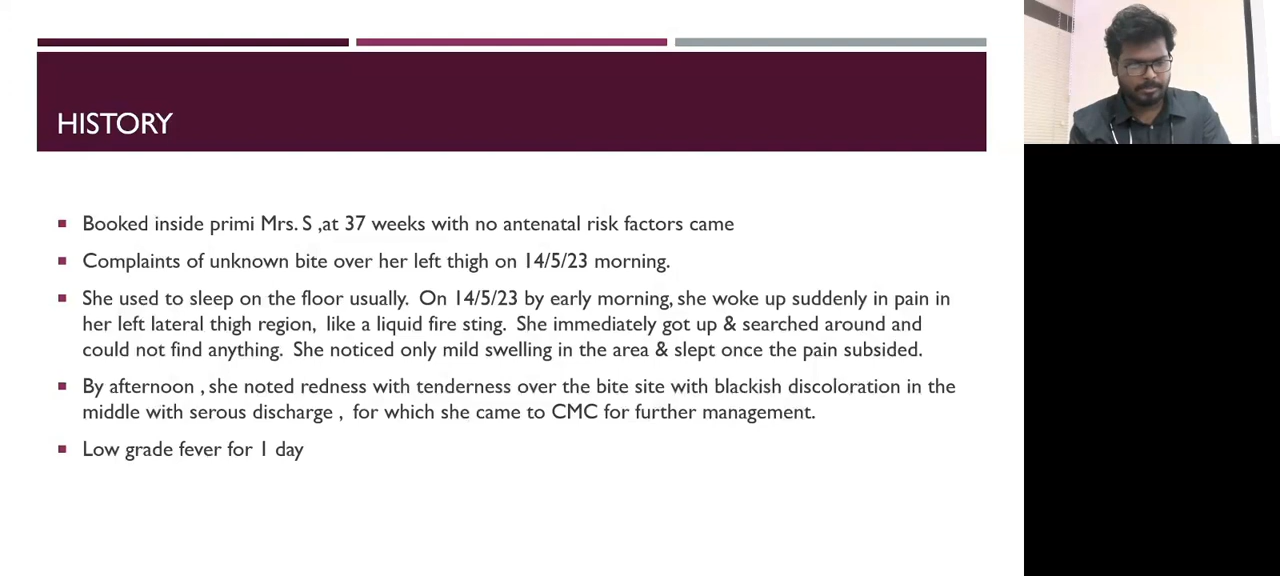 HISTORY
Booked inside primi Mrs. S ,at 37 weeks with no antenatal risk factors came
Complaints of unknown bite over her left thigh on 14/5/23 morning.
She used to sleep on the floor usually.  On 14/5/23 by early morning, she woke up suddenly in pain in
her left lateral thigh region,  like a liquid fire sting.  She immediately got up & searched around and
could not find anything.  She noticed only mild swelling in the area & slept once the pain subsided.
By afternoon , she noted redness with tenderness over the bite site with blackish discoloration in the
middle with serous discharge ,  for which she came to CMC for further management.
Low grade fever for 1 day